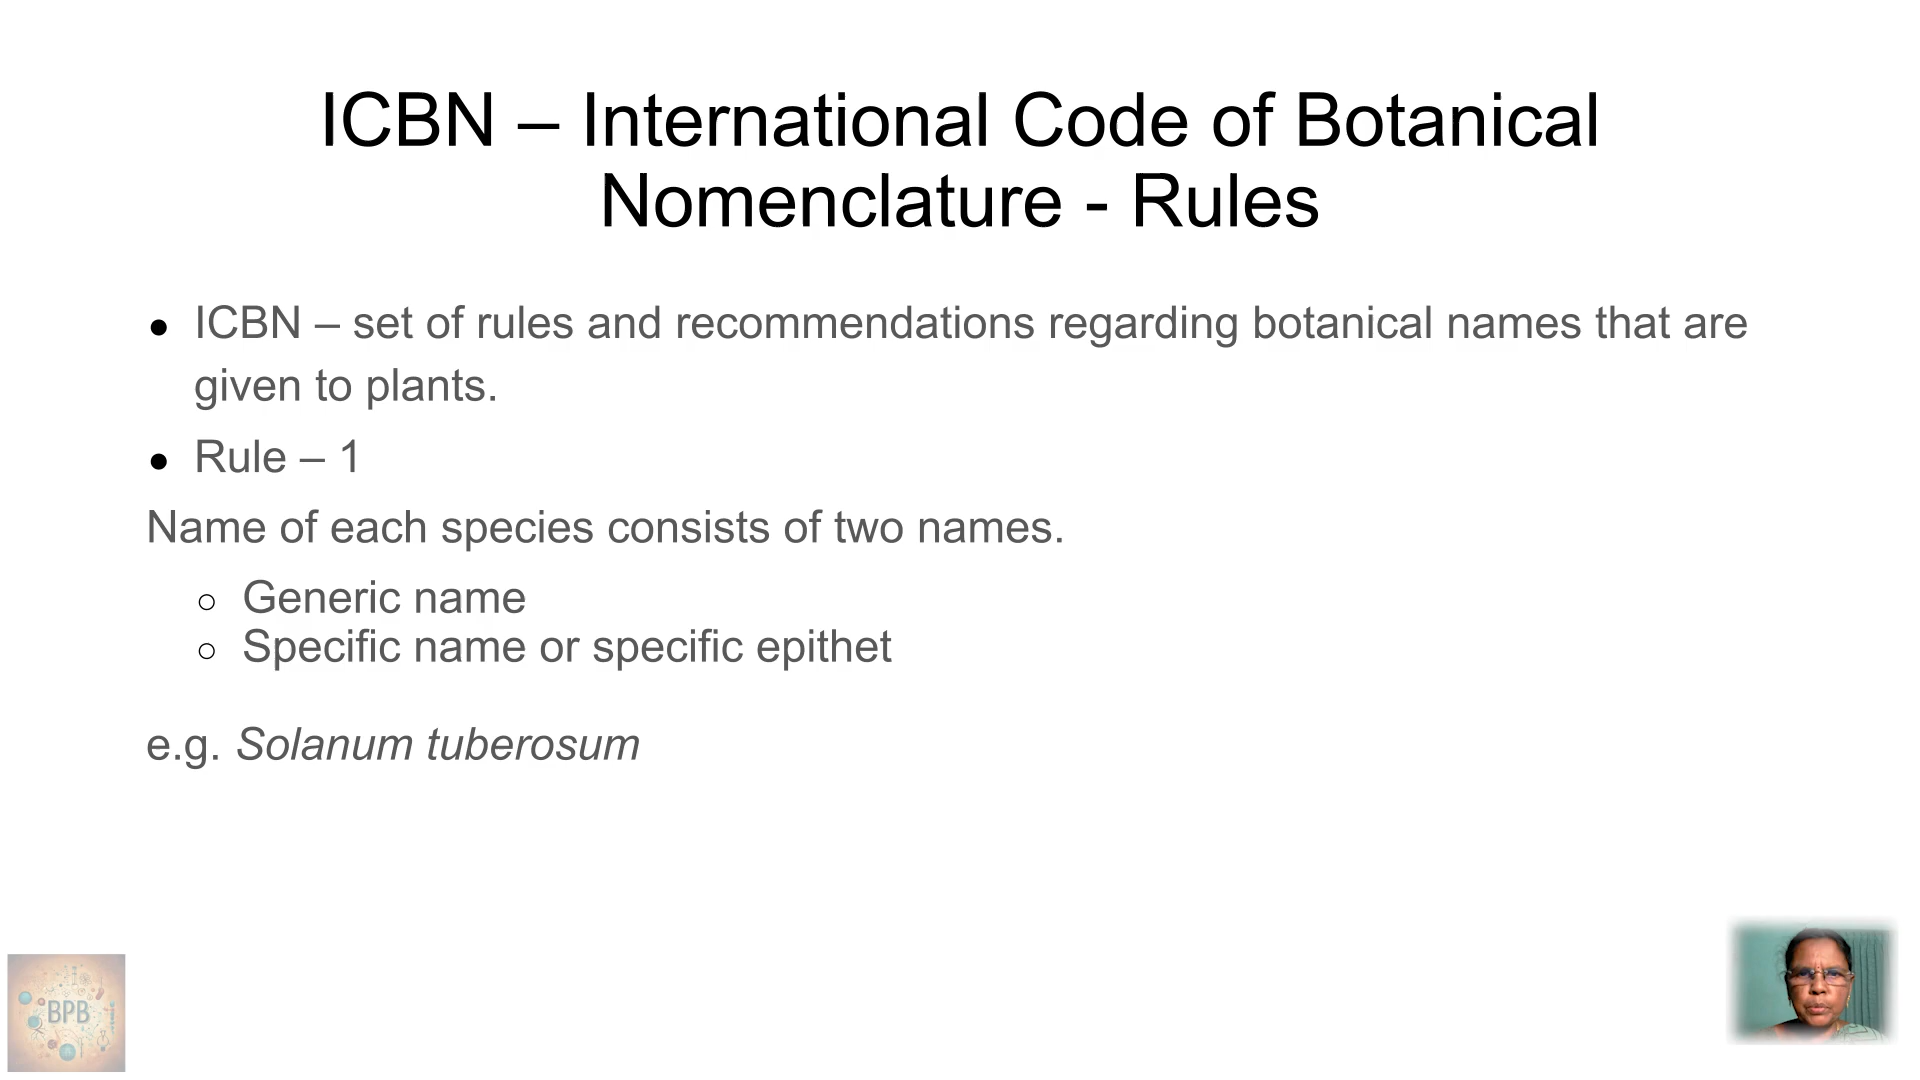 ICBN – International Code of Botanical
Nomenclature - Rules
● ICBN – set of rules and recommendations regarding botanical names that are
given to plants.
● Rule – 1
Name of each species consists of two names.
○ Generic name
○ Specific name or specific epithet
e.g. Solanum tuberosum
BPB